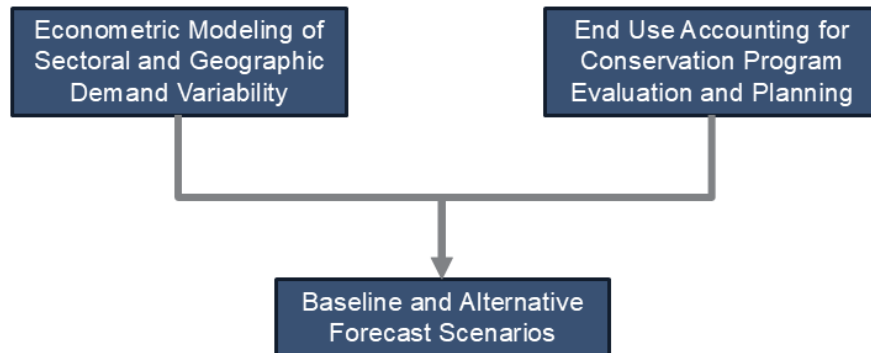 Econometric Modeling of
Sectoral and Geographic
Demand Variability
End Use Accounting for
Conservation Program
Evaluation and Planning
Baseline and Alternative
Forecast Scenarios